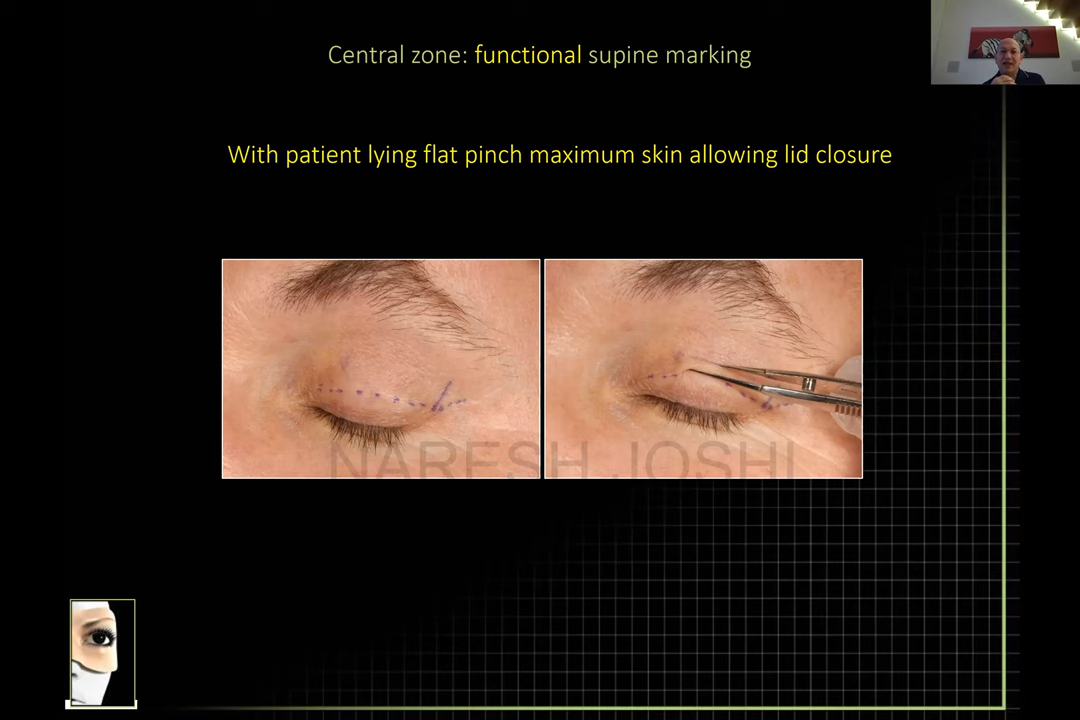 Central zone: functional supine marking
With patient lying flat pinch maximum skin allowing lid closure
NARESH JOSHI